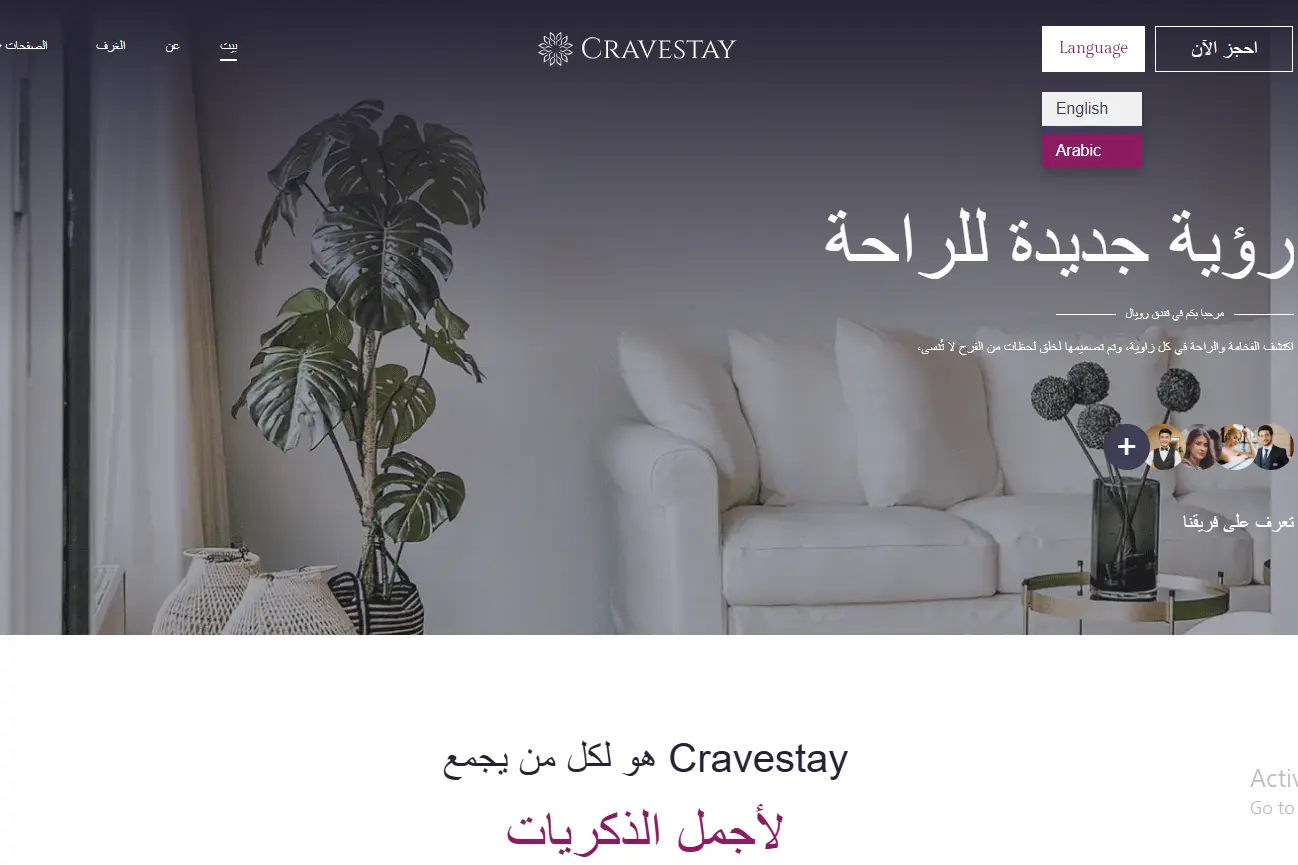 احجز الآن
Language
CRAVESTAY
بيت
عن
الغرف
الصفحات
English
Arabic
رؤية جديدة للراحة
مرحبا بكم في فندق رويال
اكتشف الفخامة والراحة في كل زاوية، وتم تصميمها لخلق لحظات من الفرح لا تُنسى،
+
تعرف على فريقنا
Cravestay هو لكل من يجمع
لأجمل الذكريات
Go to